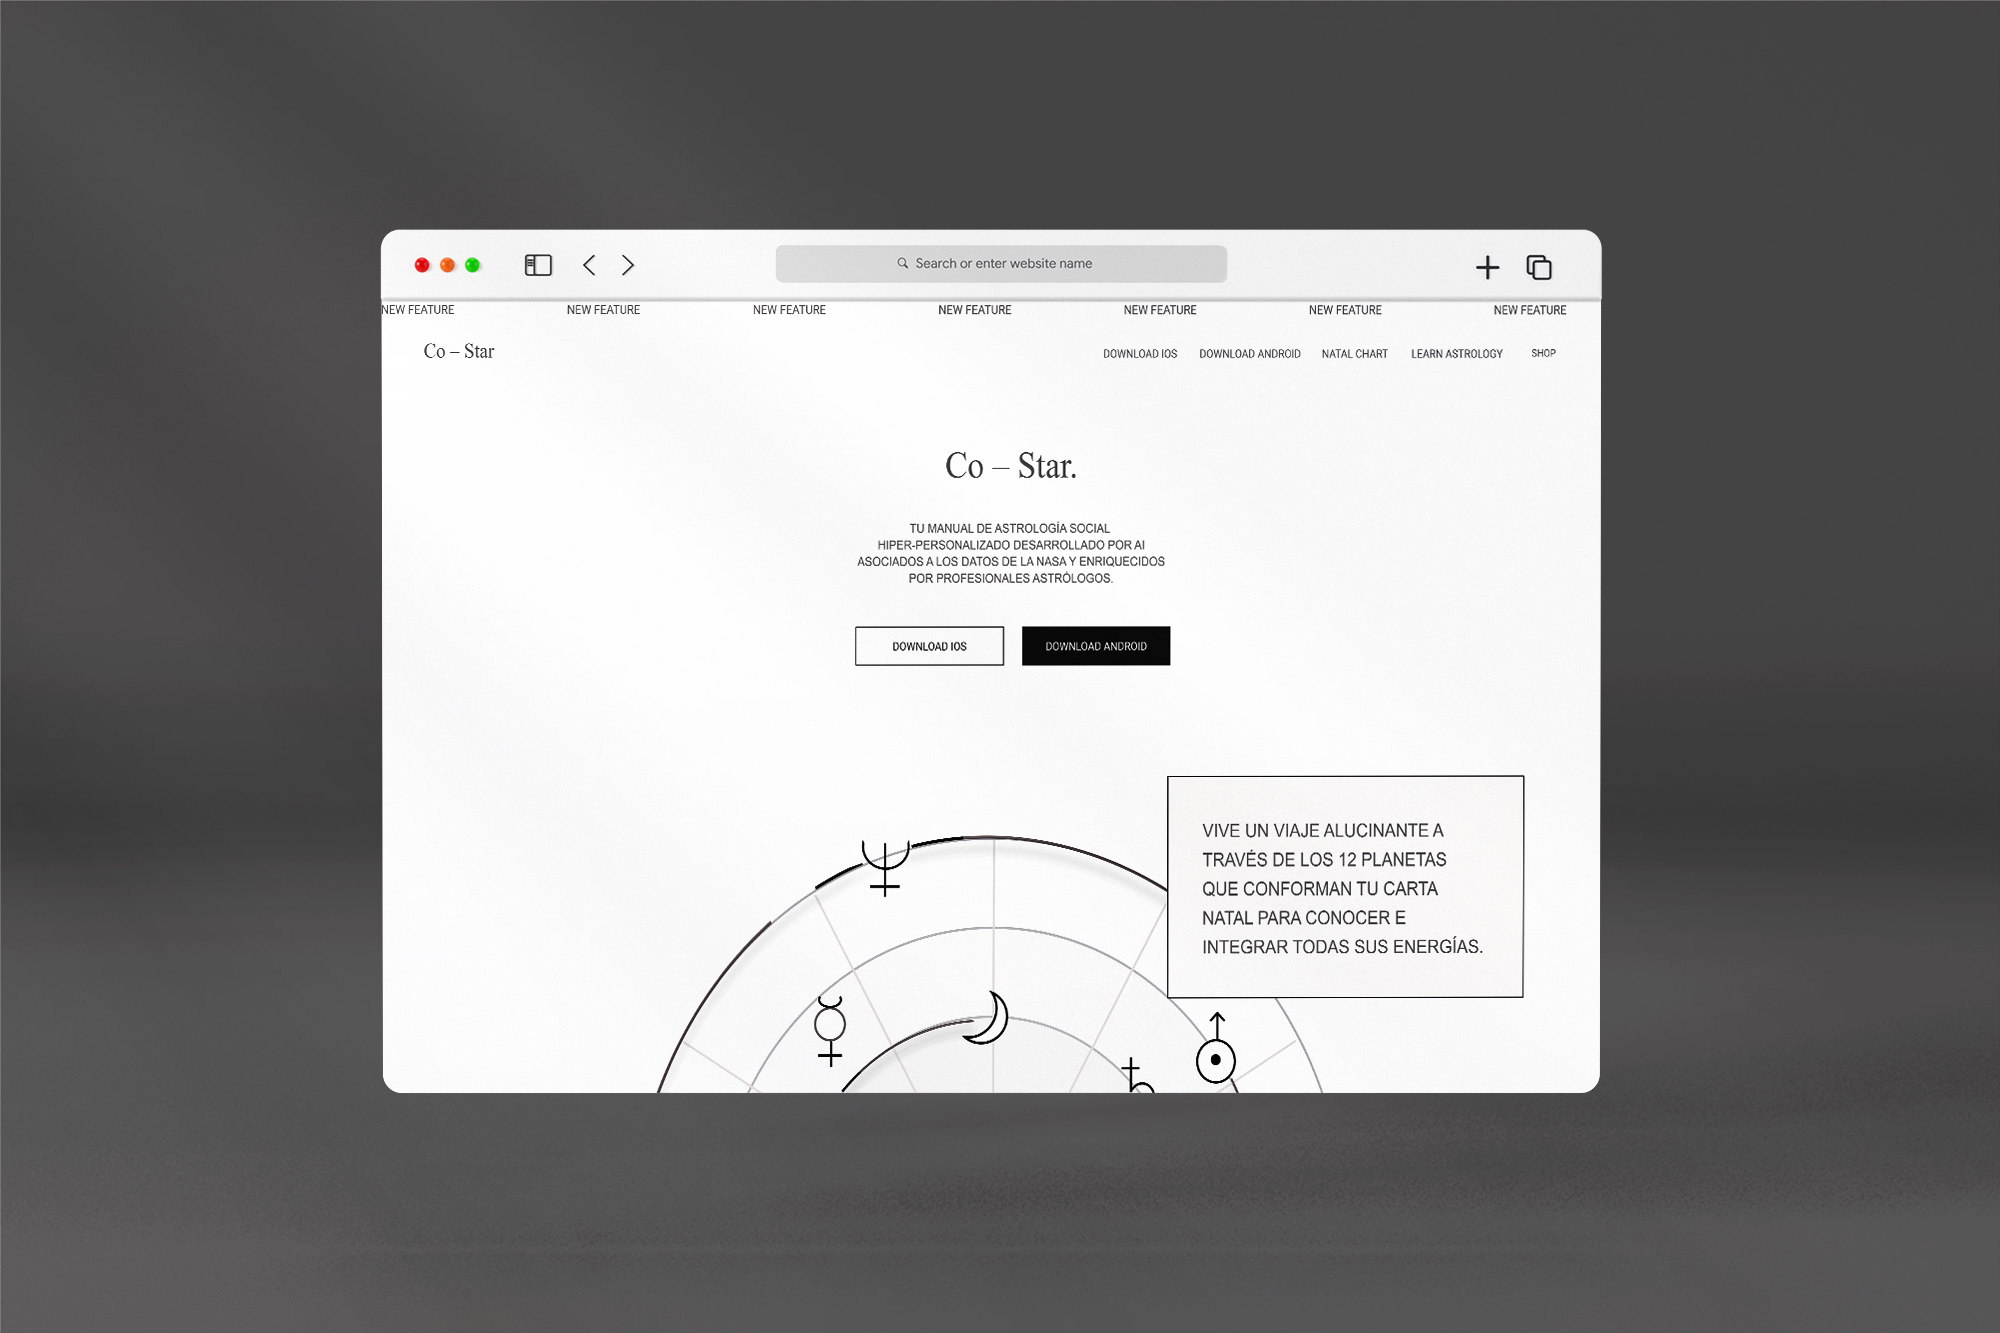 Search or enter website name
NEW FEATURE NEW FEATURE NEW FEATURE NEW FEATURE NEW FEATURE NEW FEATURE NEW FEATURE
Co – Star
DOWNLOAD IOS DOWNLOAD ANDROID NATAL CHART LEARN ASTROLOGY SHOP
Co – Star.
TU MANUAL DE ASTROLOGÍA SOCIAL
HIPER-PERSONALIZADO DESARROLLADO POR AI
ASOCIADOS A LOS DATOS DE LA NASA Y ENRIQUECIDOS
POR PROFESIONALES ASTRÓLOGOS.
DOWNLOAD IOS DOWNLOAD ANDROID
VIVE UN VIAJE ALUCINANTE A
TRAVÉS DE LOS 12 PLANETAS
QUE CONFORMAN TU CARTA
NATAL PARA CONOCER E
INTEGRAR TODAS SUS ENERGÍAS.